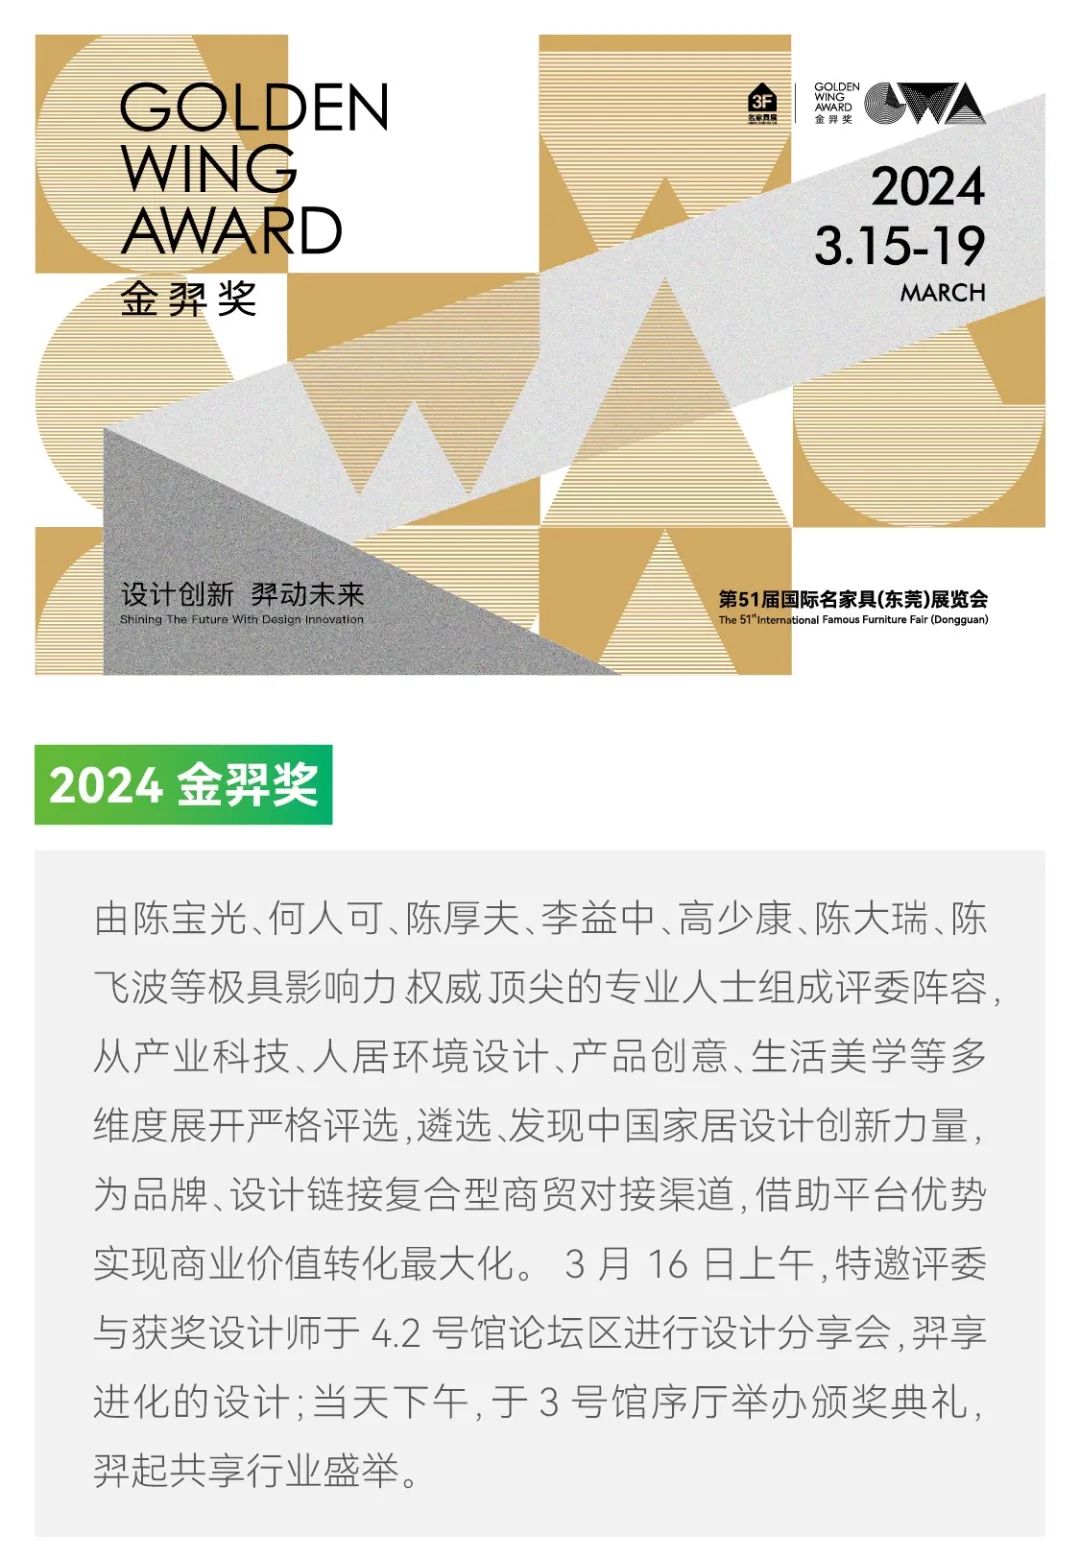 GOLDEN
WING
AWARD
金羿奖
3F
名家具展
GOLDEN
WING
AWARD
金羿奖
GWA
2024
3.15-19
MARCH
设计创新 羿动未来
Shining The Future With Design Innovation
第51届国际名家具(东莞)展览会
The 51st International Famous Furniture Fair (Dongguan)
2024 金羿奖
由陈宝光、何人可、陈厚夫、李益中、高少康、陈大瑞、陈
飞波等极具影响力、权威、顶尖的专业人士组成评委阵容，
从产业科技、人居环境设计、产品创意、生活美学等多
维度展开严格评选，遴选、发现中国家居设计创新力量，
为品牌、设计链接复合型商贸对接渠道，借助平台优势
实现商业价值转化最大化。 3 月 16 日上午，特邀评委
与获奖设计师于 4.2 号馆论坛区进行设计分享会，羿享
进化的设计；当天下午，于 3 号馆序厅举办颁奖典礼，
羿起共享行业盛举。